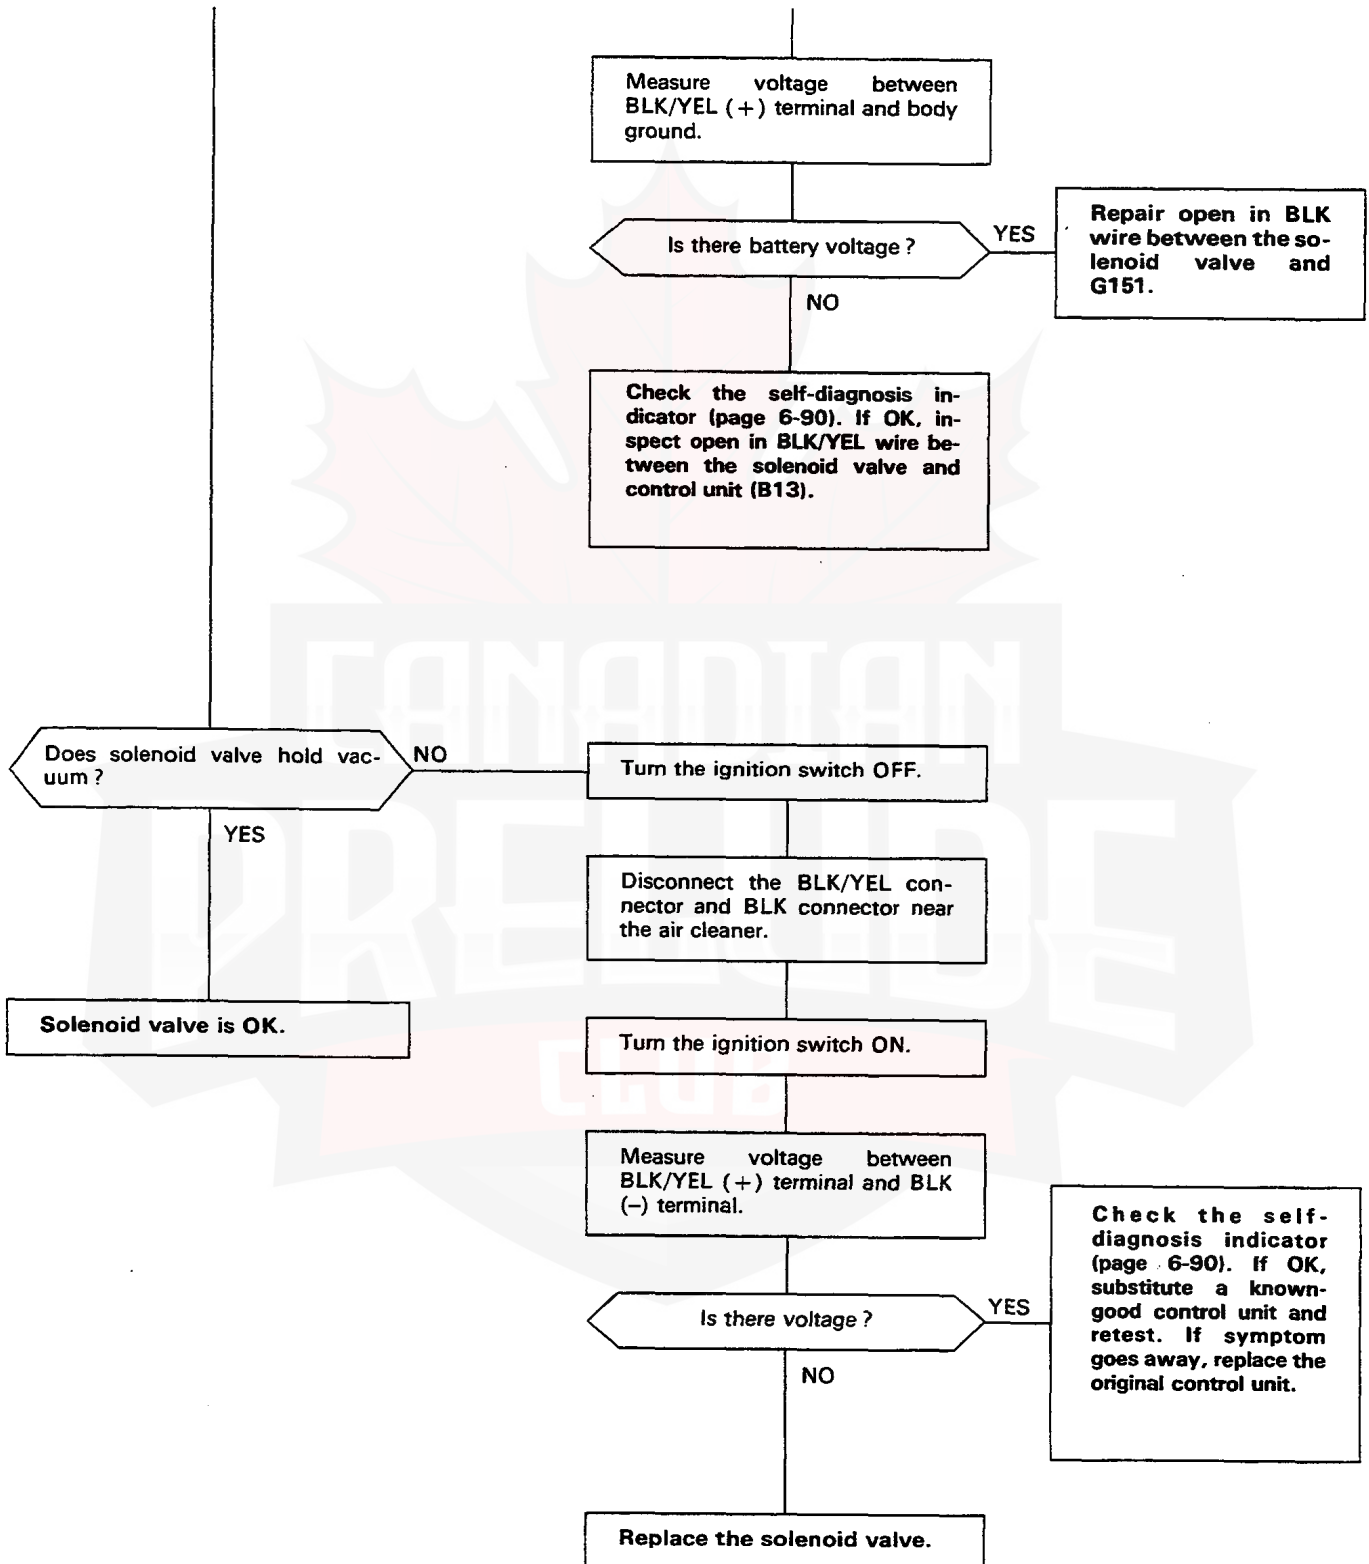 Measure voltage between
BLK/YEL (+) terminal and body
ground.
Is there battery voltage?
YES
Repair open in BLK
wire between the so-
lenoid valve and
G151.
NO
Check the self-diagnosis in-
dicator (page 6-90). If OK, in-
spect open in BLK/YEL wire be-
tween the solenoid valve and
control unit (B13).
CANADIAN
PRELUDE
CLUB
Does solenoid valve hold vac-
uum?
NO
Turn the ignition switch OFF.
YES
Disconnect the BLK/YEL con-
nector and BLK connector near
the air cleaner.
Solenoid valve is OK.
Turn the ignition switch ON.
Measure voltage between
BLK/YEL (+) terminal and BLK
(–) terminal.
Is there voltage?
YES
Check the self-
diagnosis indicator
(page 6-90). If OK,
substitute a known-
good control unit and
retest. If symptom
goes away, replace the
original control unit.
NO
Replace the solenoid valve.